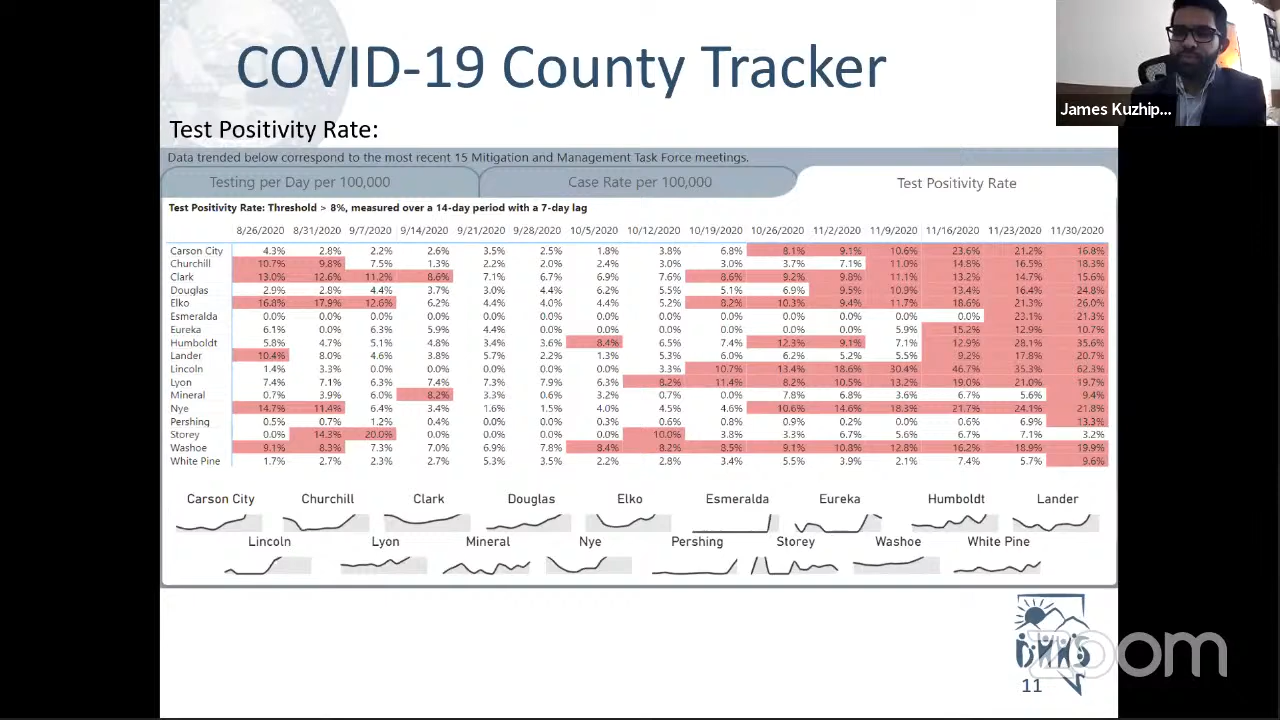 COVID-19 County Tracker
James Kuzhip...
Test Positivity Rate:
Data trended below correspond to the most recent 15 Mitigation and Management Task Force meetings.
Testing per Day per 100,000 Case Rate per 100,000 Test Positivity Rate
Test Positivity Rate: Threshold > 8%, measured over a 14-day period with a 7-day lag
8/26/2020 8/31/2020 9/7/2020 9/14/2020 9/21/2020 9/28/2020 10/5/2020 10/12/2020 10/19/2020 10/26/2020 11/2/2020 11/9/2020 11/16/2020 11/23/2020 11/30/2020
Carson City 4.3% 2.8% 2.2% 2.6% 3.5% 2.5% 1.8% 3.8% 6.8% 8.1% 9.1% 10.6% 23.6% 21.2% 16.8%
Churchill 10.7% 9.8% 7.5% 1.3% 2.2% 2.0% 2.4% 3.0% 3.0% 3.7% 7.1% 11.0% 14.8% 16.5% 18.3%
Clark 13.0% 12.6% 11.2% 8.6% 7.1% 6.7% 6.9% 7.6% 8.6% 9.2% 9.8% 11.1% 13.2% 14.7% 15.6%
Douglas 2.9% 2.8% 4.4% 3.7% 3.0% 4.4% 6.2% 5.5% 5.1% 6.9% 9.5% 10.9% 13.4% 16.4% 24.8%
Elko 16.8% 17.9% 12.6% 6.2% 4.4% 4.0% 4.4% 5.2% 8.2% 10.3% 9.4% 11.7% 18.6% 21.3% 26.0%
Esmeralda 0.0% 0.0% 0.0% 0.0% 0.0% 0.0% 0.0% 0.0% 0.0% 0.0% 0.0% 0.0% 0.0% 23.1% 21.3%
Eureka 6.1% 0.0% 6.3% 5.9% 4.4% 0.0% 0.0% 0.0% 0.0% 0.0% 0.0% 5.9% 15.2% 12.9% 10.7%
Humboldt 5.8% 4.7% 5.1% 4.8% 3.4% 3.6% 8.4% 6.5% 7.4% 12.3% 9.1% 7.1% 12.9% 28.1% 35.6%
Lander 10.4% 8.0% 4.6% 3.8% 5.7% 2.2% 1.3% 5.3% 6.0% 6.2% 5.2% 5.5% 9.2% 17.8% 20.7%
Lincoln 1.4% 3.3% 0.0% 0.0% 0.0% 0.0% 0.0% 3.3% 10.7% 13.4% 18.6% 30.4% 46.7% 35.3% 62.3%
Lyon 7.4% 7.1% 6.3% 7.4% 7.3% 7.9% 6.3% 8.2% 11.4% 8.2% 10.5% 13.2% 19.0% 21.0% 19.7%
Mineral 0.7% 3.9% 6.0% 8.2% 3.3% 0.6% 3.2% 0.7% 0.0% 7.8% 6.8% 3.6% 6.7% 5.6% 9.4%
Nye 14.7% 11.4% 6.4% 3.4% 1.6% 1.5% 4.0% 4.5% 4.6% 10.6% 14.6% 18.3% 21.7% 24.1% 21.8%
Pershing 0.5% 0.7% 1.2% 0.4% 0.0% 0.0% 0.3% 0.6% 0.8% 0.9% 0.2% 0.0% 0.6% 6.9% 13.3%
Storey 0.0% 14.3% 20.0% 0.0% 0.0% 0.0% 0.0% 10.0% 3.8% 3.3% 6.7% 5.6% 6.7% 7.1% 3.2%
Washoe 9.1% 8.3% 7.3% 7.0% 6.9% 7.8% 8.4% 8.2% 8.5% 9.1% 10.8% 12.8% 16.2% 18.9% 19.9%
White Pine 1.7% 2.7% 2.3% 2.7% 5.3% 3.5% 2.2% 2.8% 3.4% 5.5% 3.9% 2.1% 7.4% 5.7% 9.6%
Carson City Churchill Clark Douglas Elko Esmeralda Eureka Humboldt Lander
Lincoln Lyon Mineral Nye Pershing Storey Washoe White Pine
DHHS
zoom
11